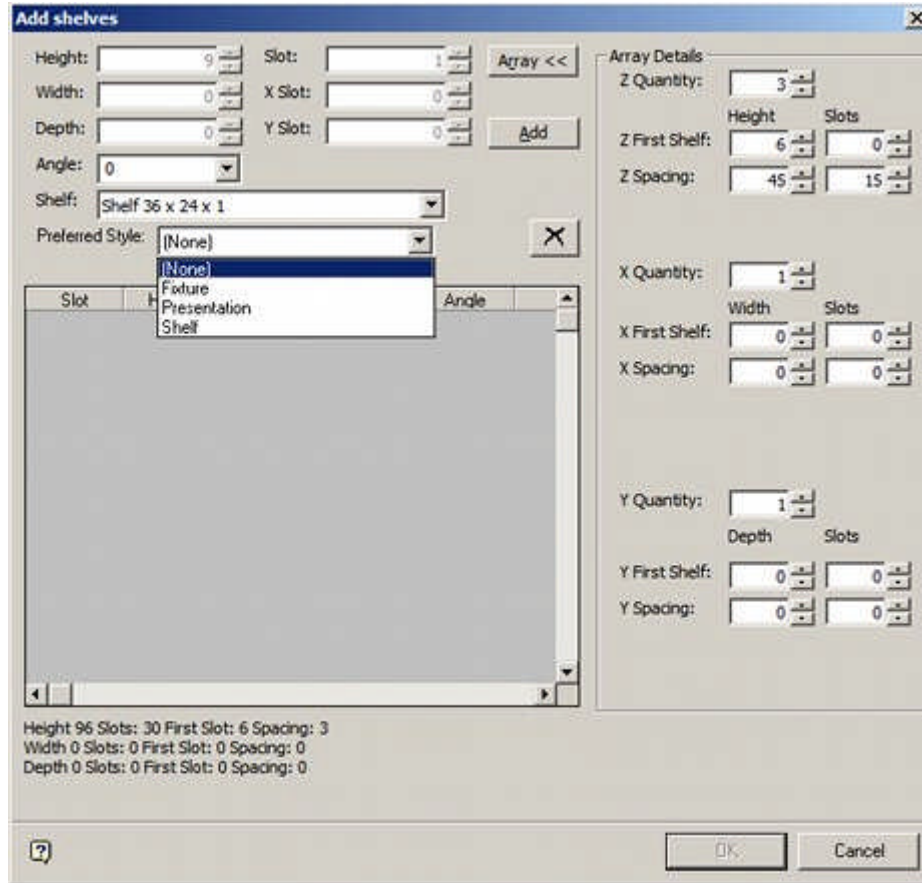 Add shelves
Height: 9 Slot: 1 Array <<
Width: 0 X Slot: 0
Depth: 0 Y Slot: 0 Add
Angle: 0
Shelf: Shelf 36 x 24 x 1
Preferred Style: (None)
(None)
Fixture
Presentation
Shelf
Slot H Angle
Height 96 Slots: 30 First Slot: 6 Spacing: 3
Width 0 Slots: 0 First Slot: 0 Spacing: 0
Depth 0 Slots: 0 First Slot: 0 Spacing: 0
Array Details
Z Quantity: 3
Height Slots
Z First Shelf: 6 0
Z Spacing: 45 15
X Quantity: 1
Width Slots
X First Shelf: 0 0
X Spacing: 0 0
Y Quantity: 1
Depth Slots
Y First Shelf: 0 0
Y Spacing: 0 0
OK Cancel